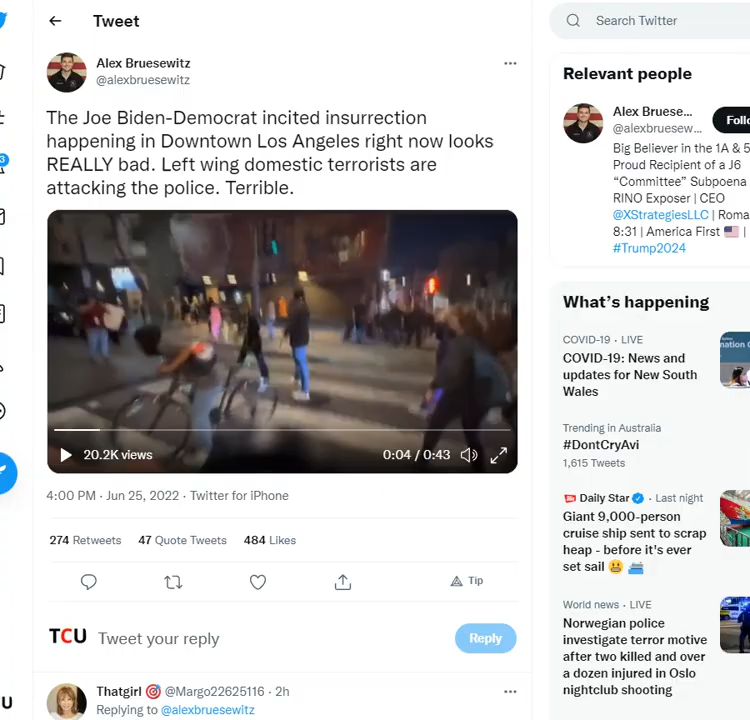 Tweet
Search Twitter
Alex Bruesewitz
@alexbruesewitz
The Joe Biden-Democrat incited insurrection
happening in Downtown Los Angeles right now looks
REALLY bad. Left wing domestic terrorists are
attacking the police. Terrible.
20.2K views
0:04 / 0:43
4:00 PM · Jun 25, 2022 · Twitter for iPhone
274 Retweets 47 Quote Tweets 484 Likes
Tip
TCU Tweet your reply
Reply
Thatgirl 🎯 @Margo22625116 · 2h
Replying to @alexbruesewitz
Relevant people
Alex Bruese...
@alexbruesew...
Follo
Big Believer in the 1A &
Proud Recipient of a J6
“Committee” Subpoena
RINO Exposer | CEO
@XStrategiesLLC | Roma
8:31 | America First 🇺🇸 |
#Trump2024
What’s happening
COVID-19 · LIVE
COVID-19: News and
updates for New South
Wales
Trending in Australia
#DontCryAvi
1,615 Tweets
Daily Star · Last night
Giant 9,000-person
cruise ship sent to scrap
heap - before it's ever
set sail 😬 🛳️
World news · LIVE
Norwegian police
investigate terror motive
after two killed and over
a dozen injured in Oslo
nightclub shooting